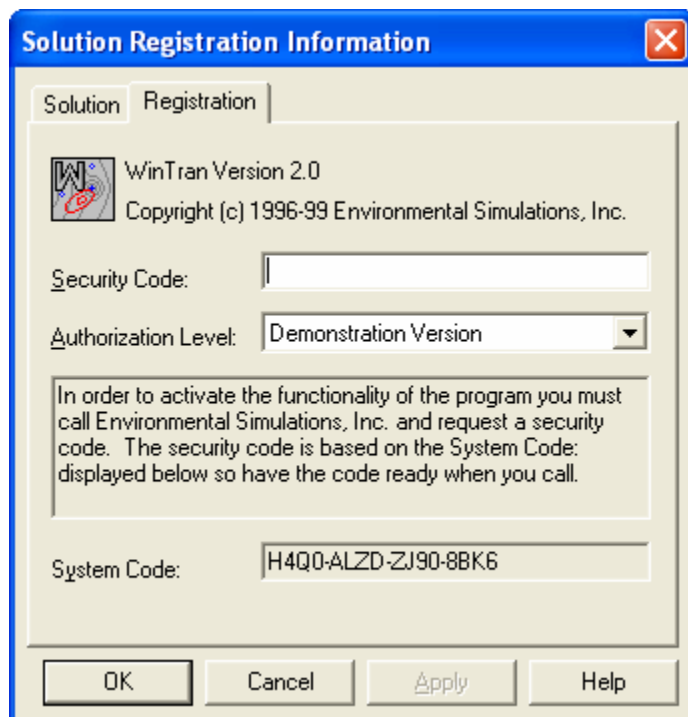 Solution Registration Information
Solution
Registration
WinTran Version 2.0
Copyright (c) 1996-99 Environmental Simulations, Inc.
Security Code:
Authorization Level:
Demonstration Version
In order to activate the functionality of the program you must
call Environmental Simulations, Inc. and request a security
code.  The security code is based on the System Code:
displayed below so have the code ready when you call.
System Code:
H4Q0-ALZD-ZJ90-8BK6
OK
Cancel
Apply
Help